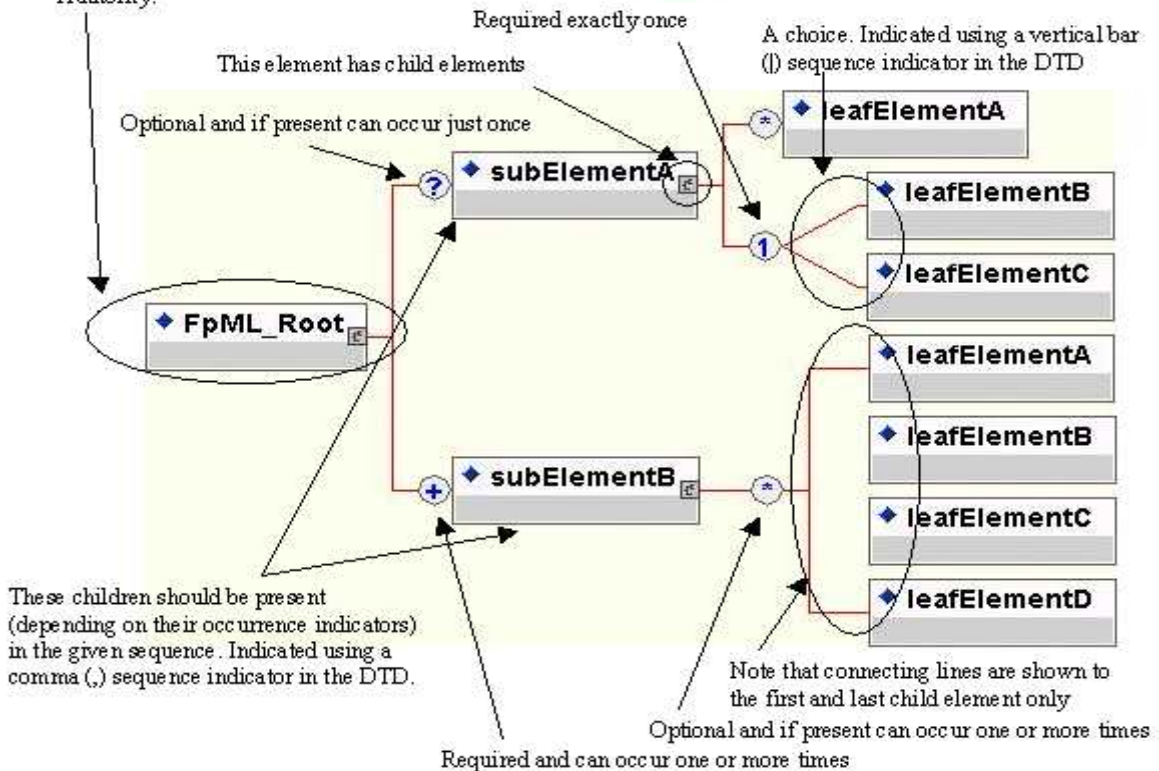 Required exactly once
A choice. Indicated using a vertical bar
(|) sequence indicator in the DTD
This element has child elements
Optional and if present can occur just once
leafElementA
*
subElementA
?
leafElementB
1
leafElementC
FpML_Root
leafElementA
leafElementB
subElementB
+
*
leafElementC
leafElementD
These children should be present
(depending on their occurrence indicators)
in the given sequence. Indicated using a
comma (,) sequence indicator in the DTD.
Note that connecting lines are shown to
the first and last child element only
Optional and if present can occur one or more times
Required and can occur one or more times